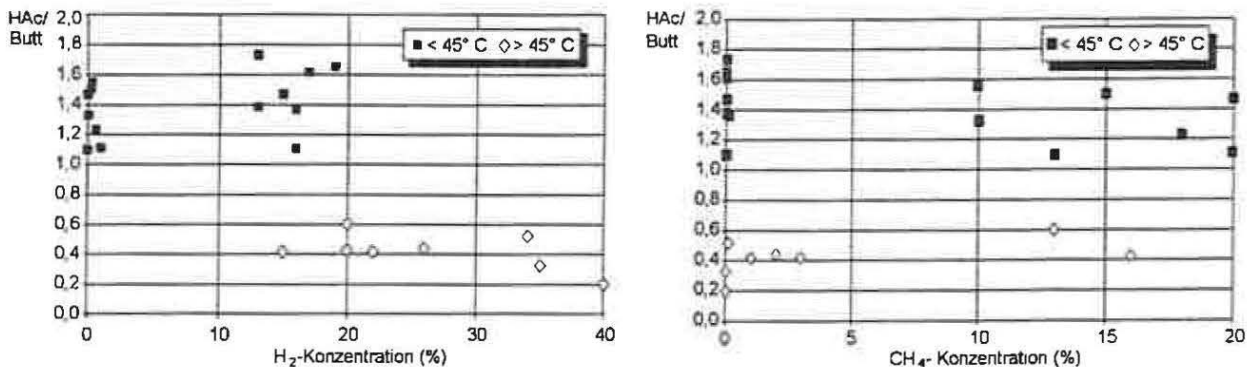 HAc/
Butt
2,0
1,8
1,6
1,4
1,2
1,0
0,8
0,6
0,4
0,2
0,0
■ < 45° C ◇ > 45° C
0 10 20 30 40
H₂-Konzentration (%)
HAc/
Butt
2,0
1,8
1,6
1,4
1,2
1,0
0,8
0,6
0,4
0,2
0,0
■ < 45° C ◇ > 45°C
0 5 10 15 20
CH₄- Konzentration (%)